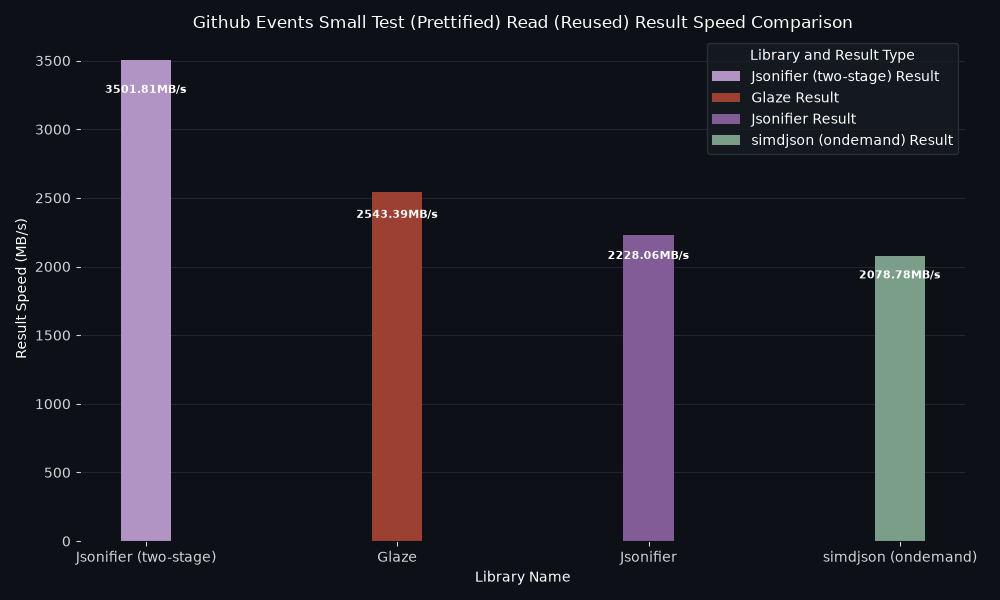 Github Events Small Test (Prettified) Read (Reused) Result Speed Comparison
Library and Result Type
Jsonifier (two-stage) Result
Glaze Result
Jsonifier Result
simdjson (ondemand) Result
Result Speed (MB/s)
3500
3000
2500
2000
1500
1000
500
0
3501.81MB/s
2543.39MB/s
2228.06MB/s
2078.78MB/s
Jsonifier (two-stage)
Glaze
Jsonifier
simdjson (ondemand)
Library Name